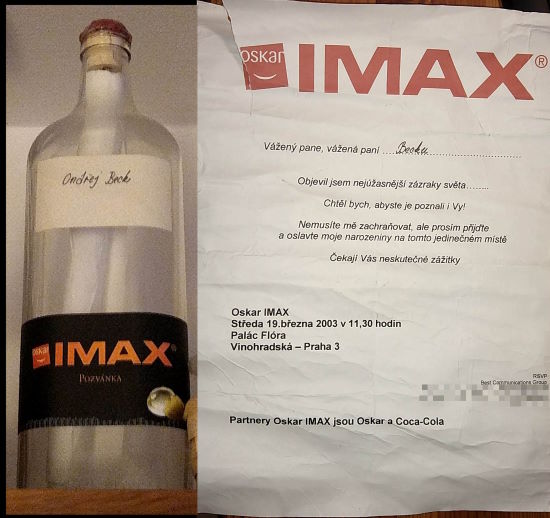 Ondřej Beck
oskar IMAX®
POZVÁNKA
oskar IMAX®
Vážený pane, vážená paní ....Becku....................................
Objevil jsem nejúžasnější zázraky světa........
Chtěl bych, abyste je poznali i Vy!
Nemusíte mě zachraňovat, ale prosím přijďte
a oslavte moje narozeniny na tomto jedinečném místě
Čekají Vás neskutečné zážitky
Oskar IMAX
Středa 19.března 2003 v 11,30 hodin
Palác Flóra
Vinohradská – Praha 3
RSVP
Best Communications Group
Partnery Oskar IMAX jsou Oskar a Coca-Cola